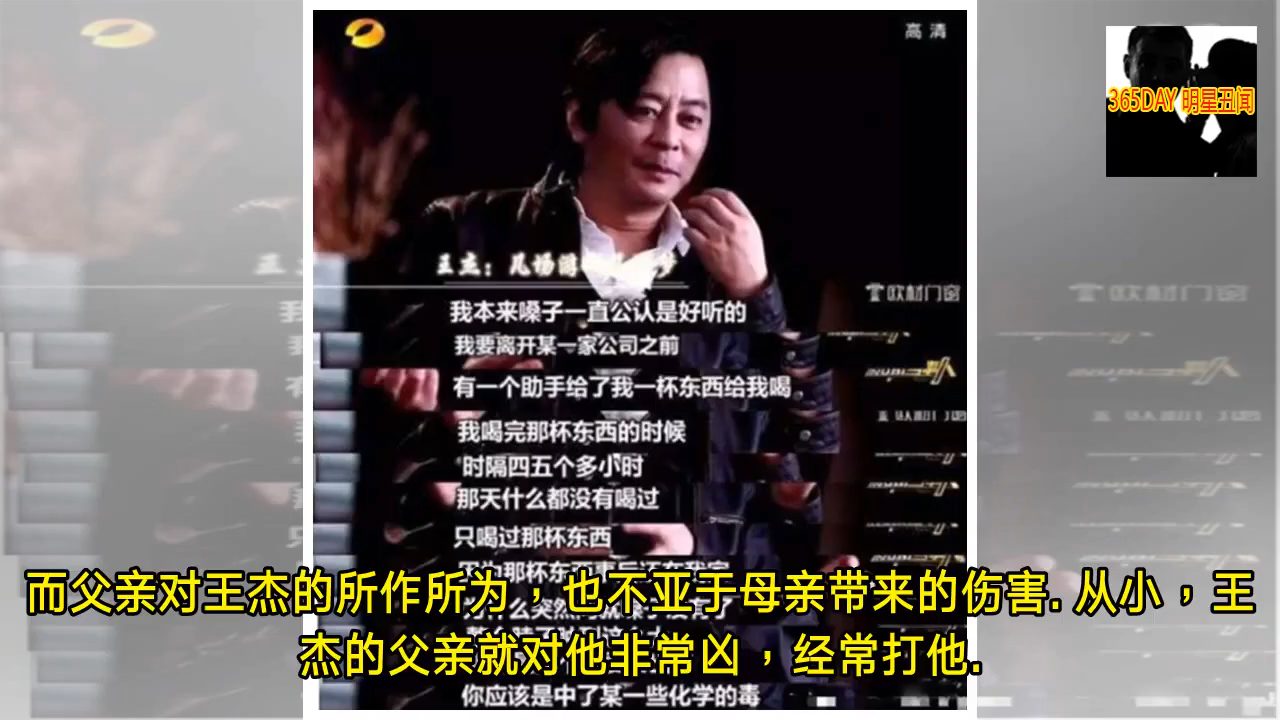 高清
365DAY 明星丑闻
王杰：
欧材门窗
我本来嗓子一直公认是好听的
我要离开某一家公司之前
有一个助手给了我一杯东西给我喝
我喝完那杯东西的时候
时隔四五个多小时
那天什么都没有喝过
只喝过那杯东西
而父亲对王杰的所作所为，也不亚于母亲带来的伤害. 从小，王
杰的父亲就对他非常凶，经常打他.
你应该是中了某一些化学的毒